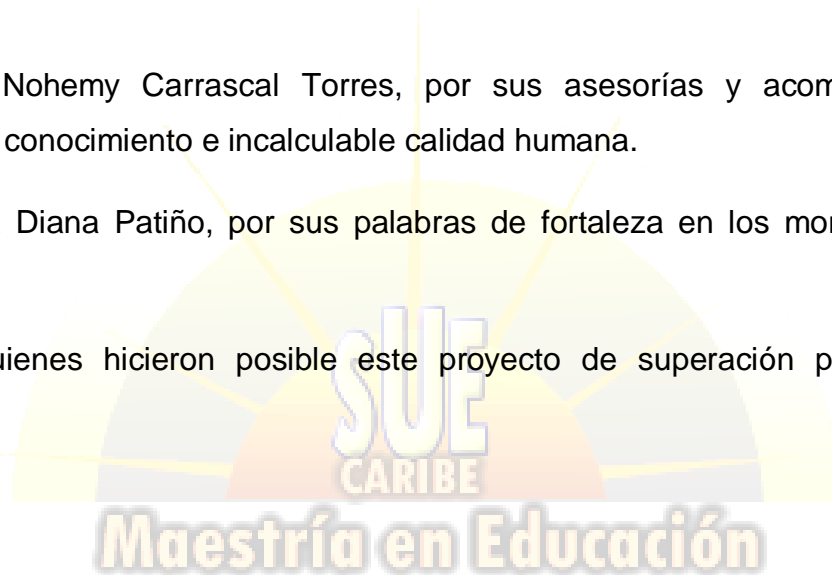 Nohemy Carrascal Torres, por sus asesorías y acom
conocimiento e incalculable calidad humana.
Diana Patiño, por sus palabras de fortaleza en los mor
uienes hicieron posible este proyecto de superación p
SUE
CARIBE
Maestría en Educación